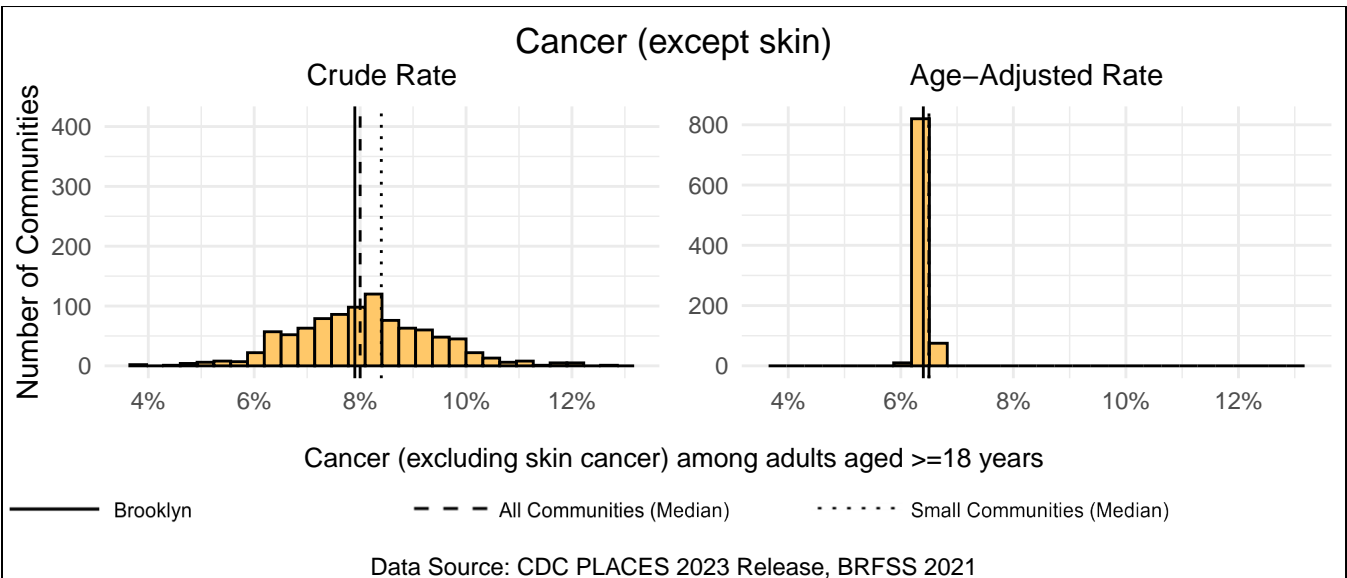 Cancer (except skin)
Crude Rate
Age−Adjusted Rate
Number of Communities
400
300
200
100
0
4%
6%
8%
10%
12%
800
600
400
200
0
4%
6%
8%
10%
12%
Cancer (excluding skin cancer) among adults aged >=18 years
Brooklyn
All Communities (Median)
Small Communities (Median)
Data Source: CDC PLACES 2023 Release, BRFSS 2021